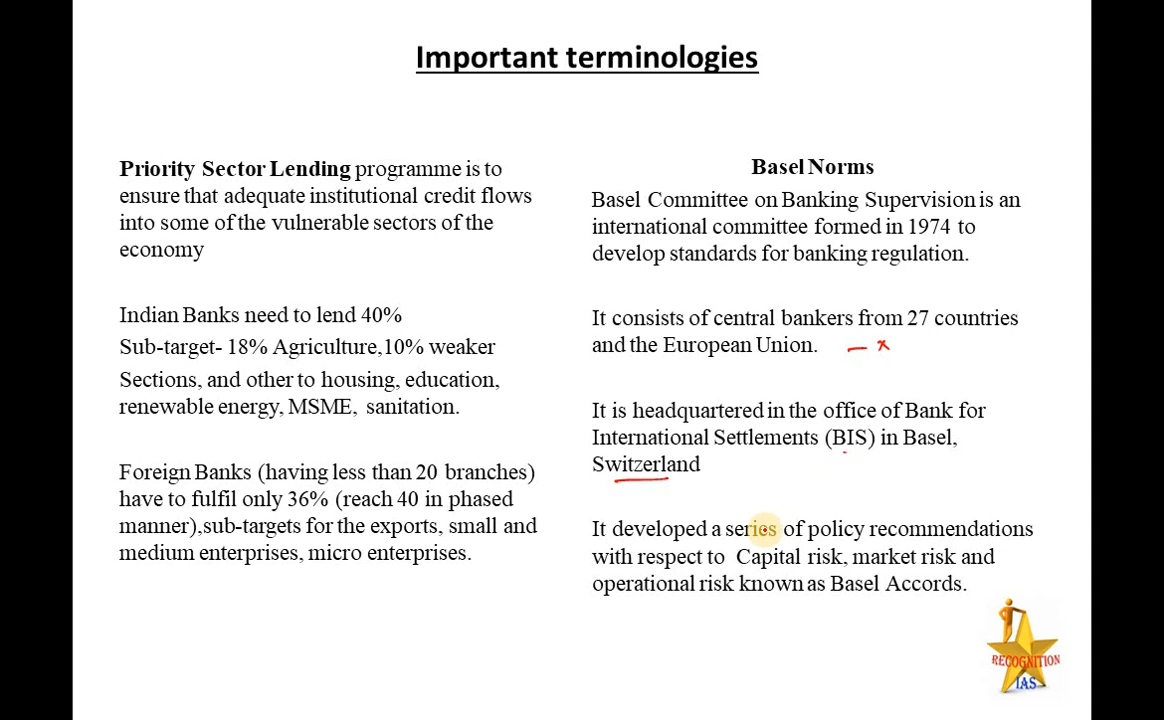 Important terminologies
Priority Sector Lending programme is to
ensure that adequate institutional credit flows
into some of the vulnerable sectors of the
economy
Indian Banks need to lend 40%
Sub-target- 18% Agriculture,10% weaker
Sections, and other to housing, education,
renewable energy, MSME, sanitation.
Foreign Banks (having less than 20 branches)
have to fulfil only 36% (reach 40 in phased
manner),sub-targets for the exports, small and
medium enterprises, micro enterprises.
Basel Norms
Basel Committee on Banking Supervision is an
international committee formed in 1974 to
develop standards for banking regulation.
It consists of central bankers from 27 countries
and the European Union.
It is headquartered in the office of Bank for
International Settlements (BIS) in Basel,
Switzerland
It developed a series of policy recommendations
with respect to Capital risk, market risk and
operational risk known as Basel Accords.
RECOGNITION
IAS